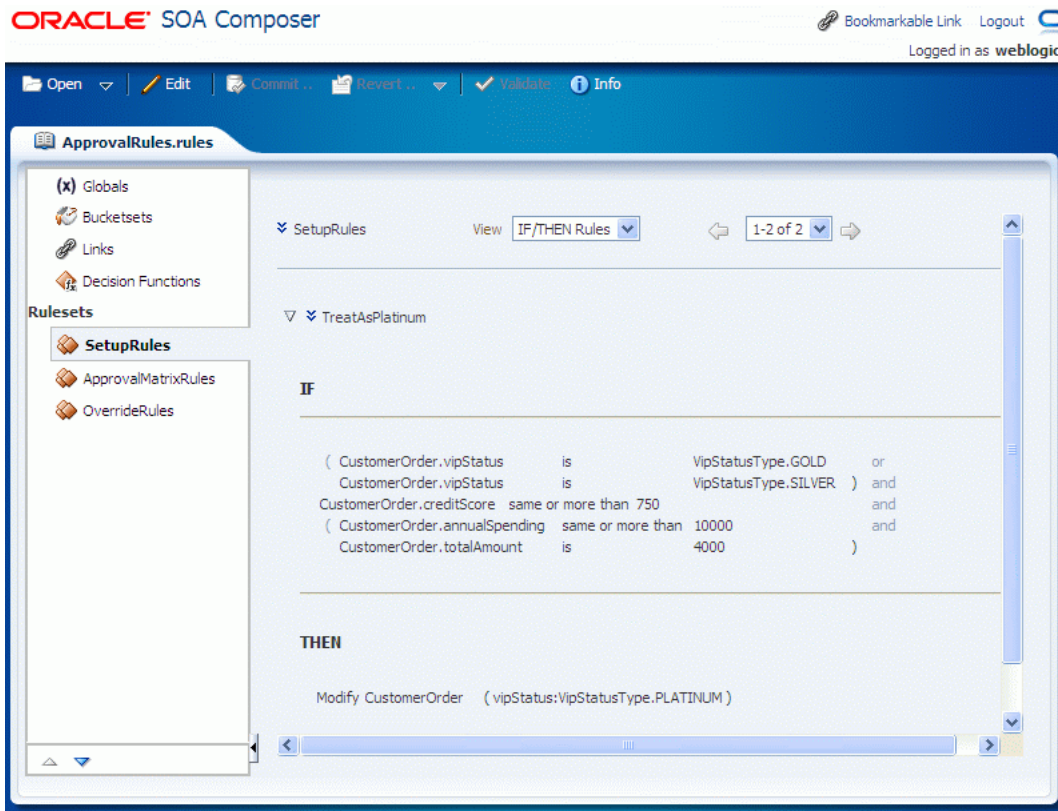 ORACLE SOA Composer
Bookmarkable Link Logout
Logged in as weblogic
Open Edit Commit .. Revert .. Validate Info
ApprovalRules.rules
(x) Globals
Bucketsets
Links
Decision Functions
Rulesets
SetupRules
ApprovalMatrixRules
OverrideRules
SetupRules View IF/THEN Rules 1-2 of 2
TreatAsPlatinum
IF
( CustomerOrder.vipStatus is VipStatusType.GOLD or
CustomerOrder.vipStatus is VipStatusType.SILVER ) and
CustomerOrder.creditScore same or more than 750 and
( CustomerOrder.annualSpending same or more than 10000 and
CustomerOrder.totalAmount is 4000 )
THEN
Modify CustomerOrder ( vipStatus:VipStatusType.PLATINUM )